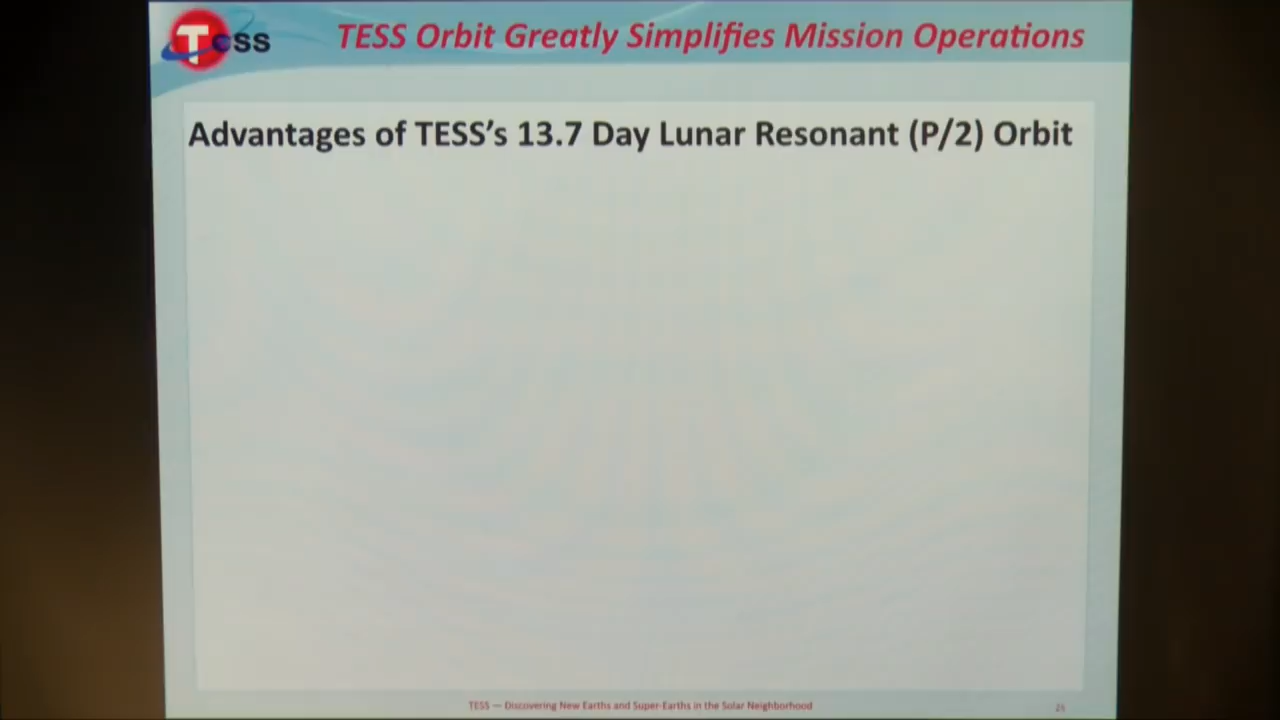 Tess
TESS Orbit Greatly Simplifies Mission Operations
Advantages of TESS's 13.7 Day Lunar Resonant (P/2) Orbit
TESS — Discovering New Earths and Super-Earths in the Solar Neighborhood